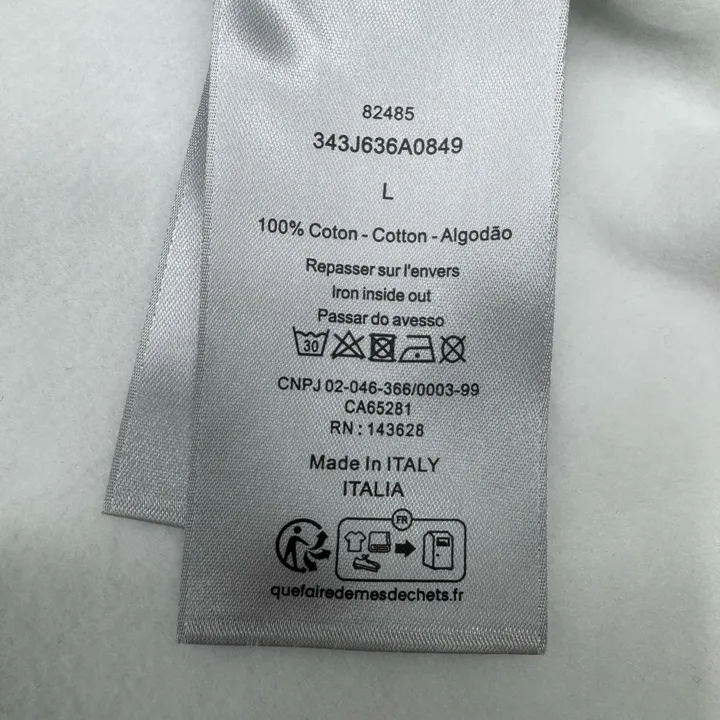 82485
343J636A0849
L
100% Coton - Cotton - Algodão
Repasser sur l'envers
Iron inside out
Passar do avesso
30
CNPJ 02-046-366/0003-99
CA65281
RN : 143628
Made In ITALY
ITALIA
FR
quefairedemesdechets.fr